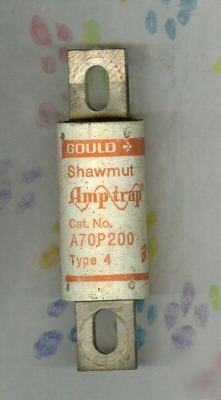 GOULD
Shawmut
Amp-trap®
Cat. No.
A70P200
Type 4